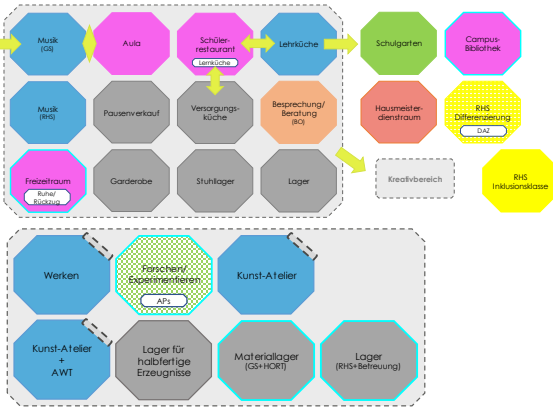 Musik
(GS)
Aula
Schüler-
restaurant
Lernküche
Lehrküche
Schulgarten
Campus-
Bibliothek
Musik
(RHS)
Pausenverkauf
Versorgungs-
küche
Besprechung/
Beratung
(BO)
Hausmeister-
dienstraum
RHS
Differenzierung
DAZ
Freizeitraum
Ruhe/
Rückzug
Garderobe
Stuhllager
Lager
Kreativbereich
RHS
Inklusionsklasse
Werken
Forschen/
Experimentieren
APs
Kunst-Atelier
Kunst-Atelier
+
AWT
Lager für
halbfertige
Erzeugnisse
Materiallager
(GS+HORT)
Lager
(RHS+Betreuung)